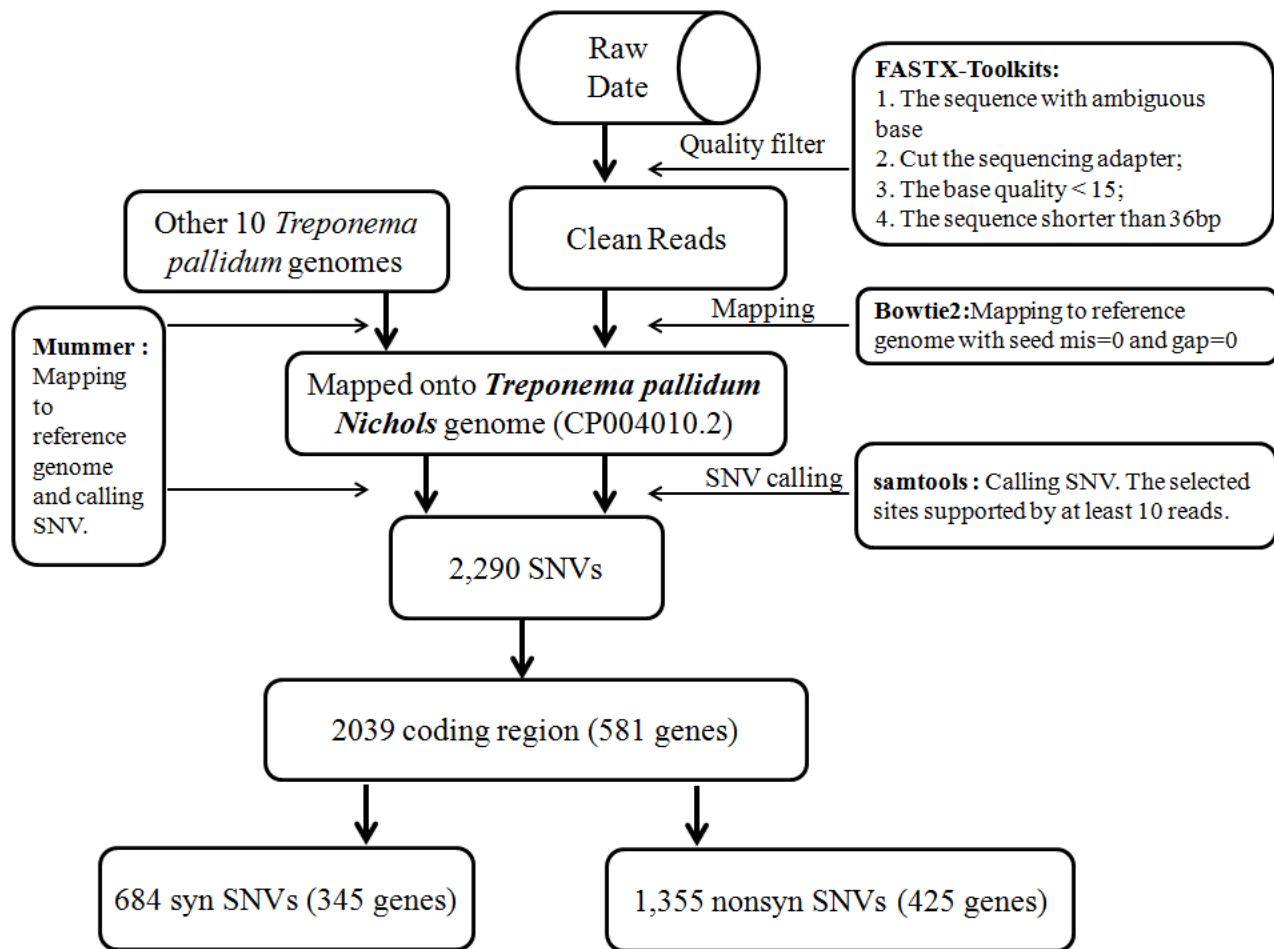 Raw
Date
FASTX-Toolkits:
1. The sequence with ambiguous
base
2. Cut the sequencing adapter;
3. The base quality < 15;
4. The sequence shorter than 36bp
Quality filter
Other 10 Treponema
pallidum genomes
Clean Reads
Mapping
Bowtie2:Mapping to reference
genome with seed mis=0 and gap=0
Mummer :
Mapping
to
reference
genome
and calling
SNV.
Mapped onto Treponema pallidum
Nichols genome (CP004010.2)
SNV calling
samtools : Calling SNV. The selected
sites supported by at least 10 reads.
2,290 SNVs
2039 coding region (581 genes)
684 syn SNVs (345 genes)
1,355 nonsyn SNVs (425 genes)